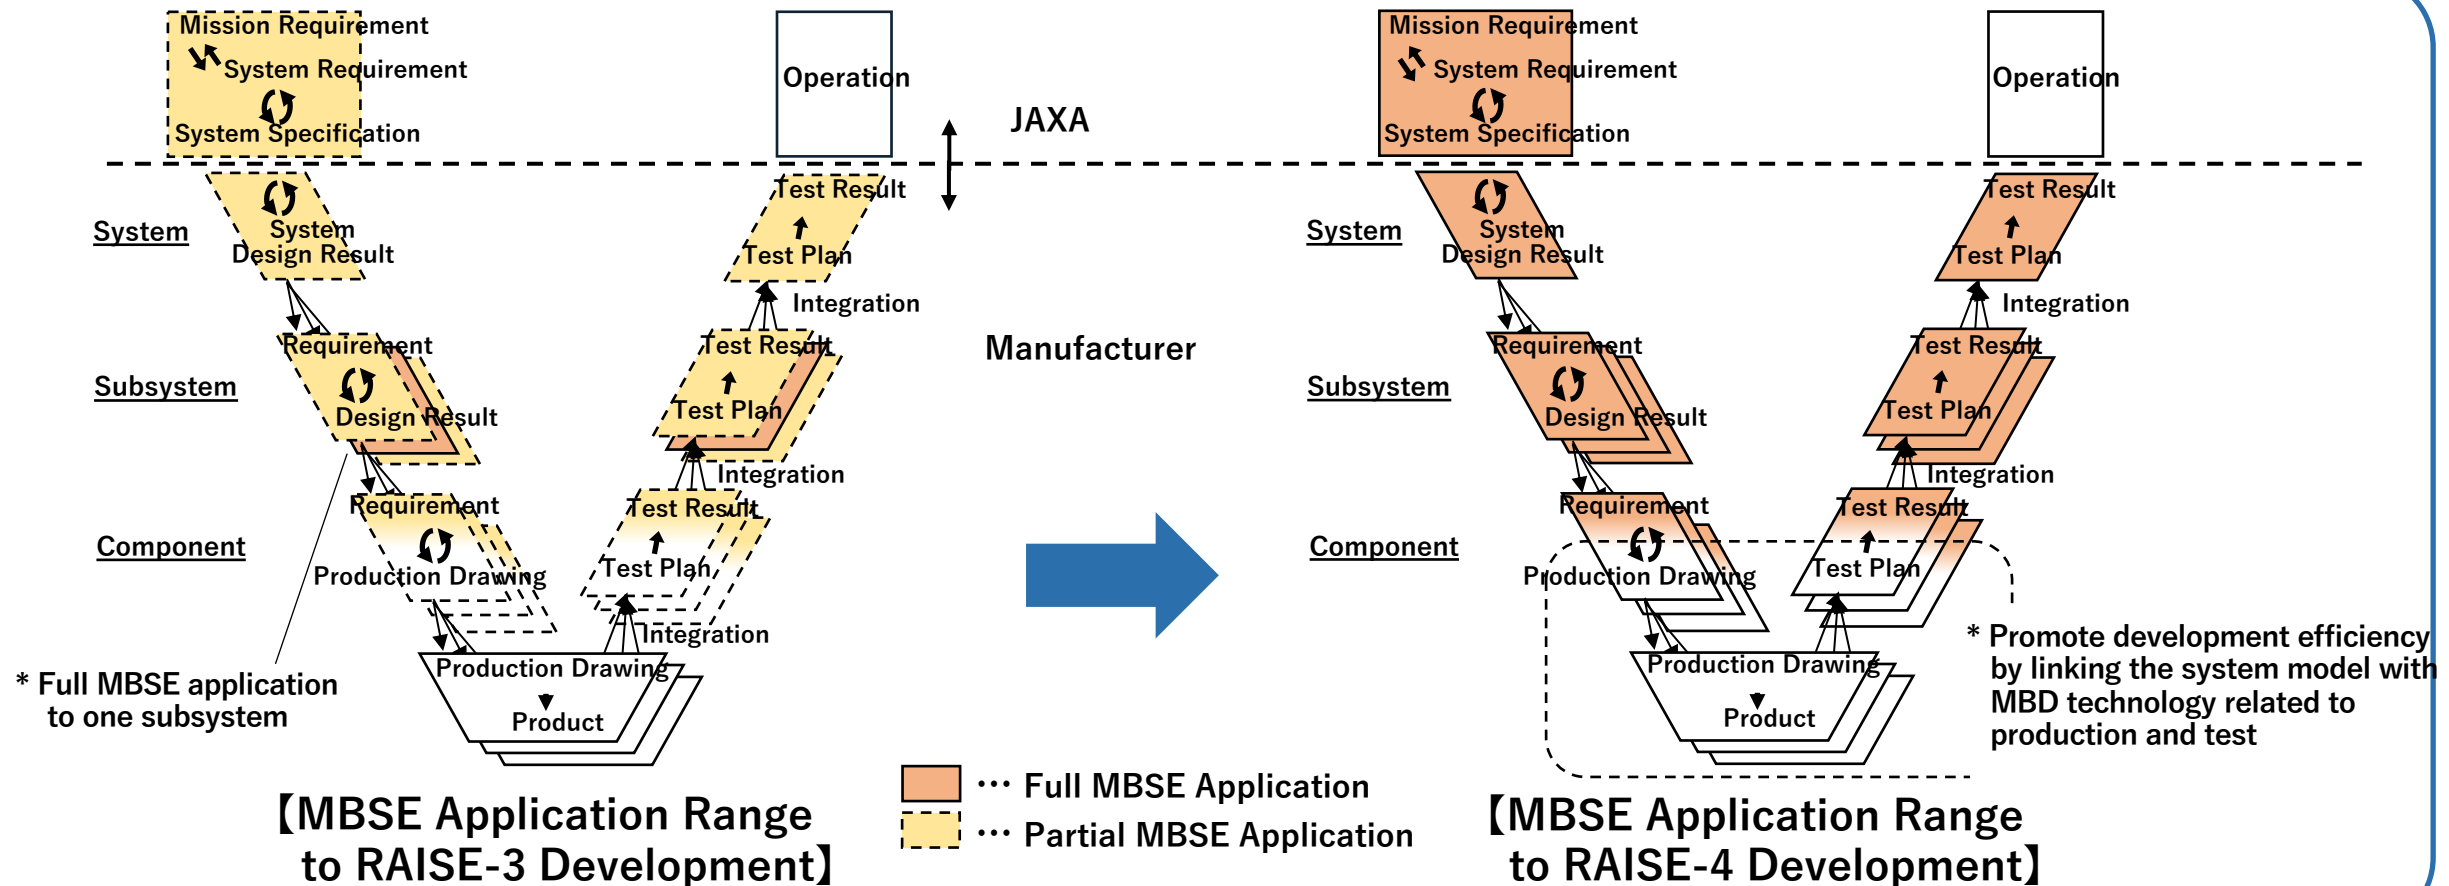 Mission Requirement
System Requirement
System Specification
Operation
System
System
Design Result
Test Result
Test Plan
Integration
Subsystem
Requirement
Design Result
Test Result
Test Plan
Integration
Component
Requirement
Production Drawing
Test Result
Test Plan
Integration
Production Drawing
Product
* Full MBSE application
to one subsystem
【MBSE Application Range
to RAISE-3 Development】
JAXA
Manufacturer
… Full MBSE Application
… Partial MBSE Application
Mission Requirement
System Requirement
System Specification
Operation
System
System
Design Result
Test Result
Test Plan
Integration
Subsystem
Requirement
Design Result
Test Result
Test Plan
Integration
Component
Requirement
Production Drawing
Test Result
Test Plan
Production Drawing
Product
* Promote development efficiency
by linking the system model with
MBD technology related to
production and test
【MBSE Application Range
to RAISE-4 Development】